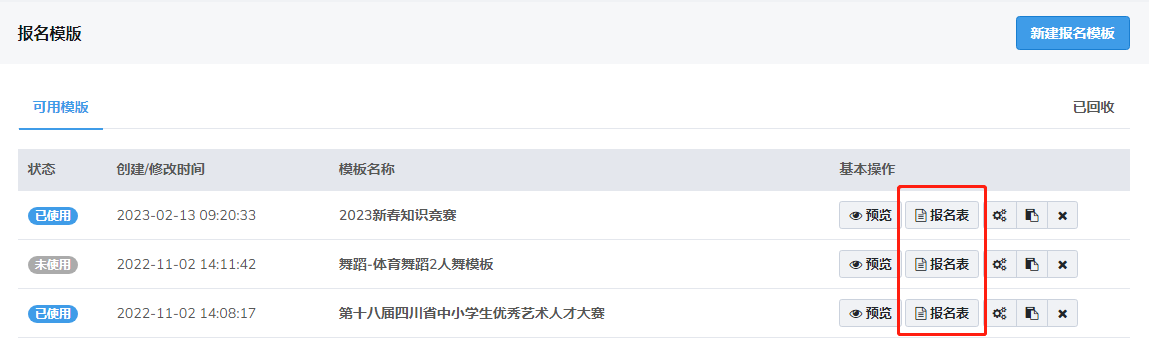 报名模版 新建报名模板
可用模版 已回收
状态 创建/修改时间 模板名称 基本操作
已使用 2023-02-13 09:20:33 2023新春知识竞赛 预览 报名表
未使用 2022-11-02 14:11:42 舞蹈-体育舞蹈2人舞模板 预览 报名表
已使用 2022-11-02 14:08:17 第十八届四川省中小学生优秀艺术人才大赛 预览 报名表